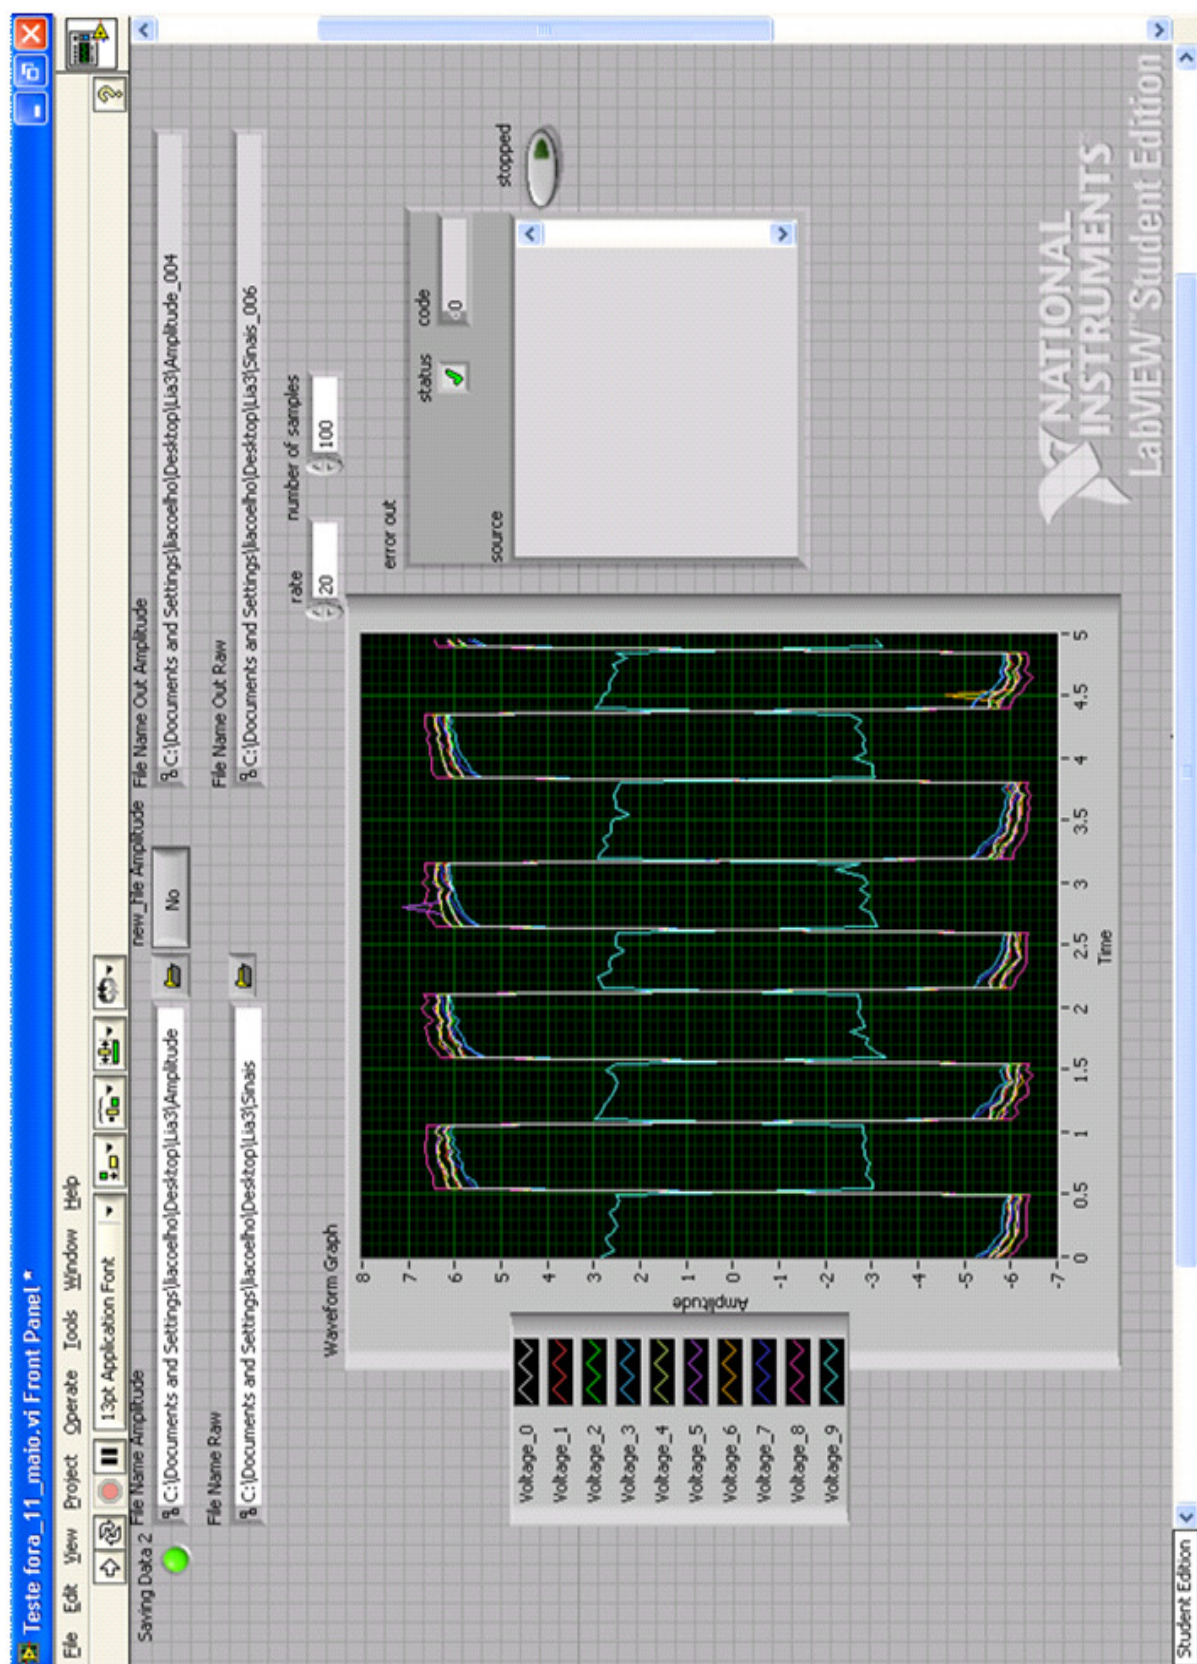 Teste fora_11_maio.vi Front Panel *
File Edit View Project Operate Tools Window Help
13pt Application Font
?
Saving Data 2
File Name Amplitude
C:\Documents and Settings\liacoelho\Desktop\Lia3\Amplitude
new_file Amplitude
No
File Name Out Amplitude
C:\Documents and Settings\liacoelho\Desktop\Lia3\Amplitude_004
File Name Raw
C:\Documents and Settings\liacoelho\Desktop\Lia3\Sinais
File Name Out Raw
C:\Documents and Settings\liacoelho\Desktop\Lia3\Sinais_006
rate
20
number of samples
100
Waveform Graph
Voltage_0
Voltage_1
Voltage_2
Voltage_3
Voltage_4
Voltage_5
Voltage_6
Voltage_7
Voltage_8
Voltage_9
Amplitude
8
7
6
5
4
3
2
1
0
-1
-2
-3
-4
-5
-6
-7
0 0.5 1 1.5 2 2.5 3 3.5 4 4.5 5
Time
error out
status
code
0
source
stopped
NATIONAL
INSTRUMENTS
LabVIEW Student Edition
Student Edition